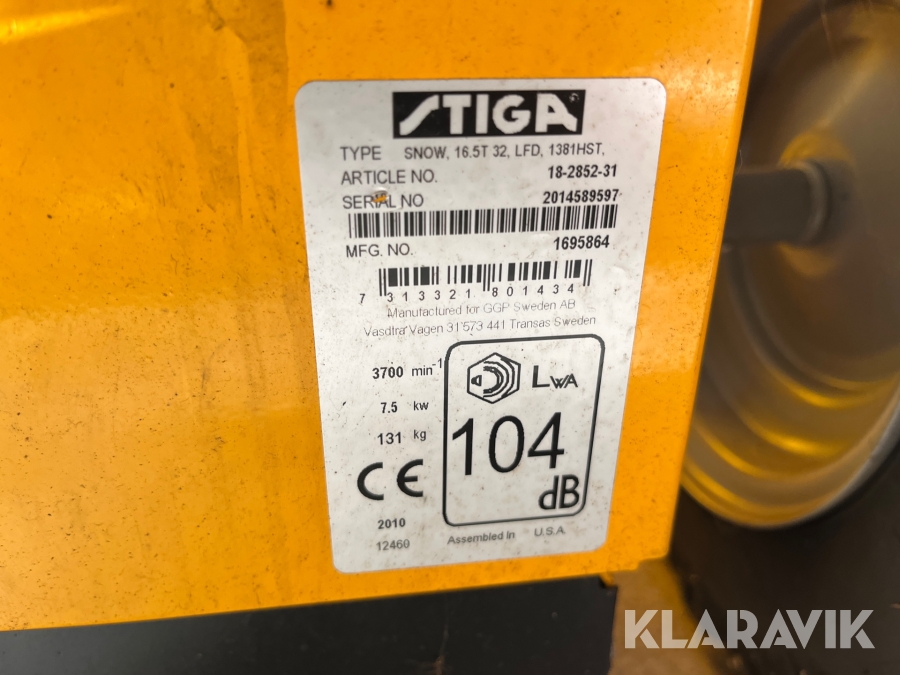 STIGA
TYPE SNOW, 16.5T 32, LFD, 1381HST,
ARTICLE NO. 18-2852-31
SERIAL NO 2014589597
MFG. NO. 1695864
7 313321 801434
Manufactured for GGP Sweden AB
Vasdtra Vagen 31 573 441 Transas Sweden
3700 min-1
LWA
7.5 kw
131 kg
104
dB
CE
2010
12460
Assembled In U.S.A.
KLARAVIK